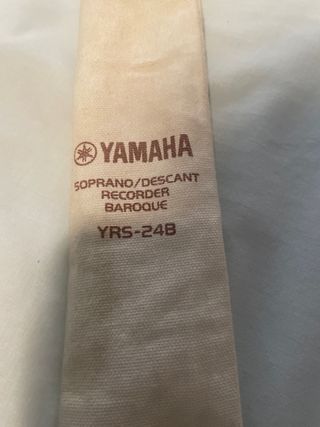 YAMAHA
SOPRANO/DESCANT
RECORDER
BAROQUE
YRS-24B